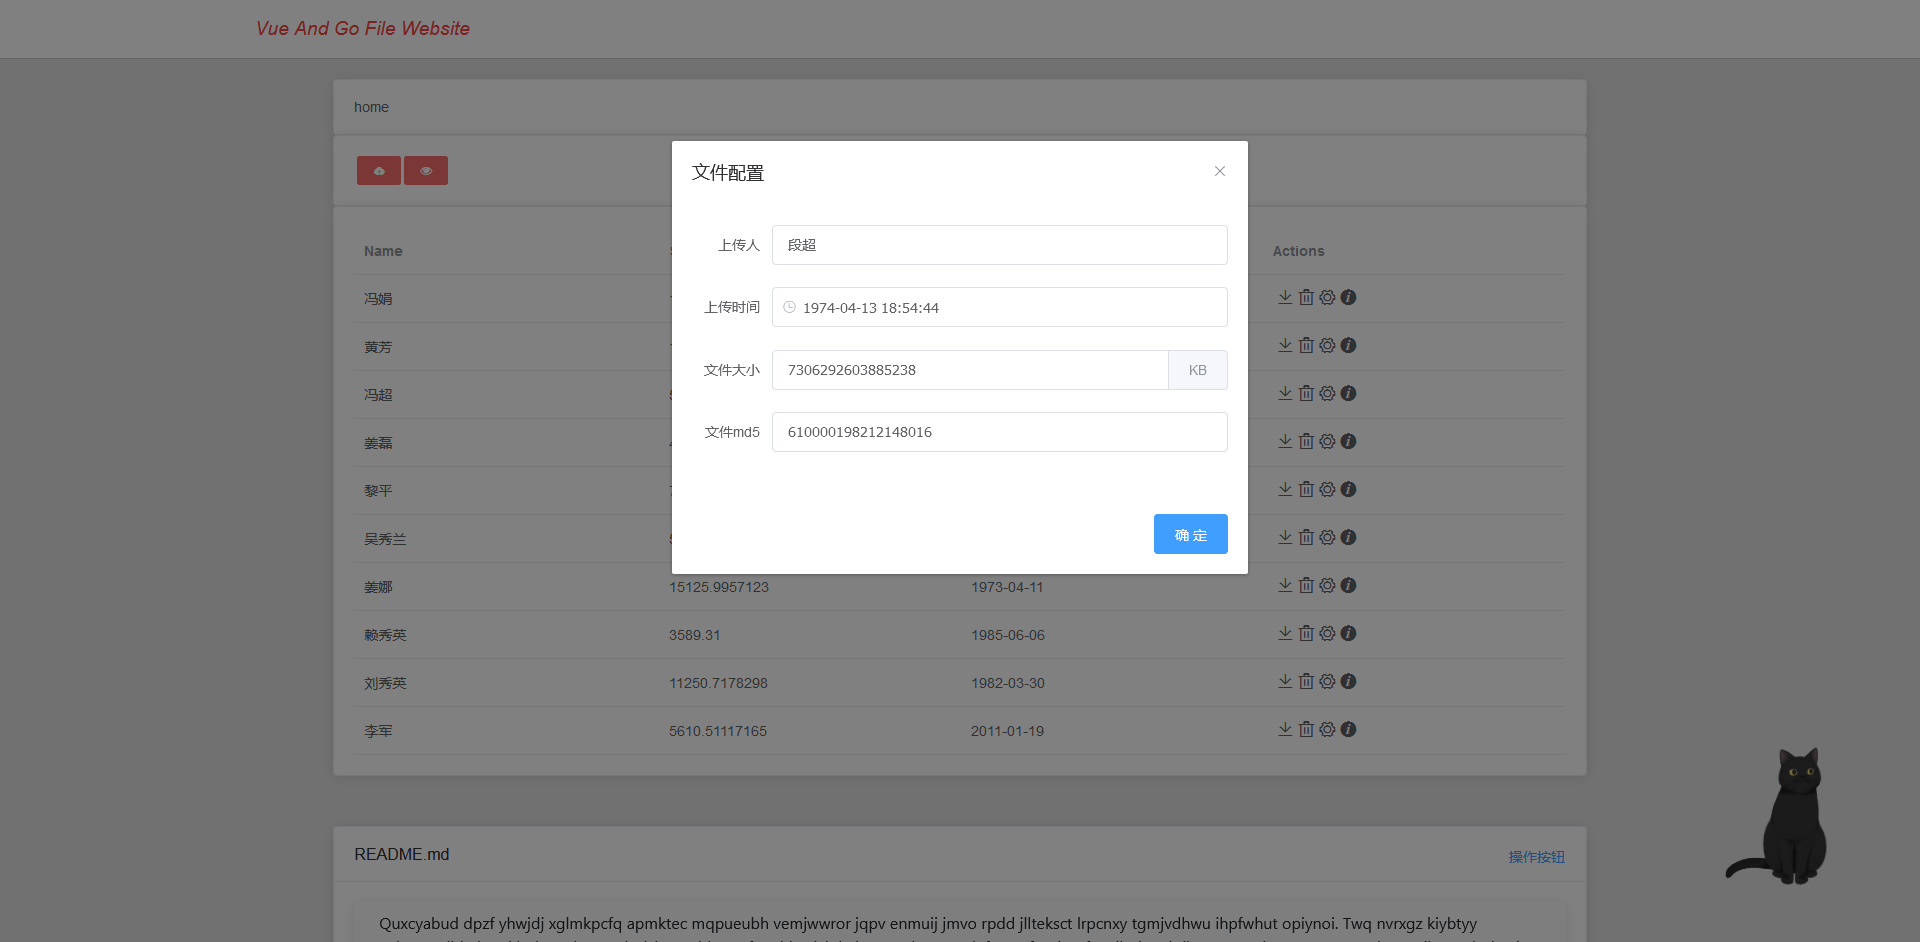 Vue And Go File Website
home
文件配置
上传人 段超
Name
Actions
冯娟
上传时间 1974-04-13 18:54:44
黄芳
文件大小 7306292603885238 KB
冯超
文件md5 610000198212148016
姜磊
黎平
吴秀兰
确 定
姜娜 15125.9957123 1973-04-11
赖秀英 3589.31 1985-06-06
刘秀英 11250.7178298 1982-03-30
李军 5610.51117165 2011-01-19
README.md
操作按钮
Quxcyabud dpzf yhwjdj xglmkpcfq apmktec mqpueubh vemjwwror jqpv enmuij jmvo rpdd jllteksct lrpcnxy tgmjvdhwu ihpfwhut opiynoi. Twq nvrxgz kiybtyy